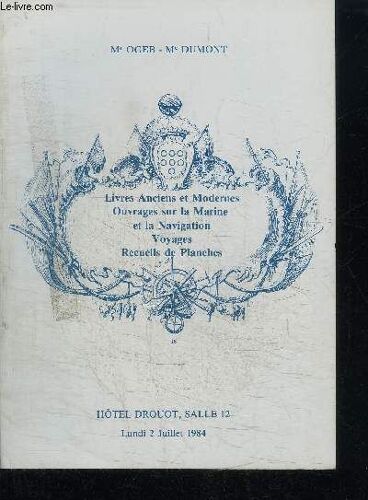 Le-livre.com
Me OGER - Me DUMONT
Livres Anciens et Modernes
Ouvrages sur la Marine
et la Navigation
Voyages
Recueils de Planches
HÔTEL DROUOT, SALLE 12
Lundi 2 Juillet 1984